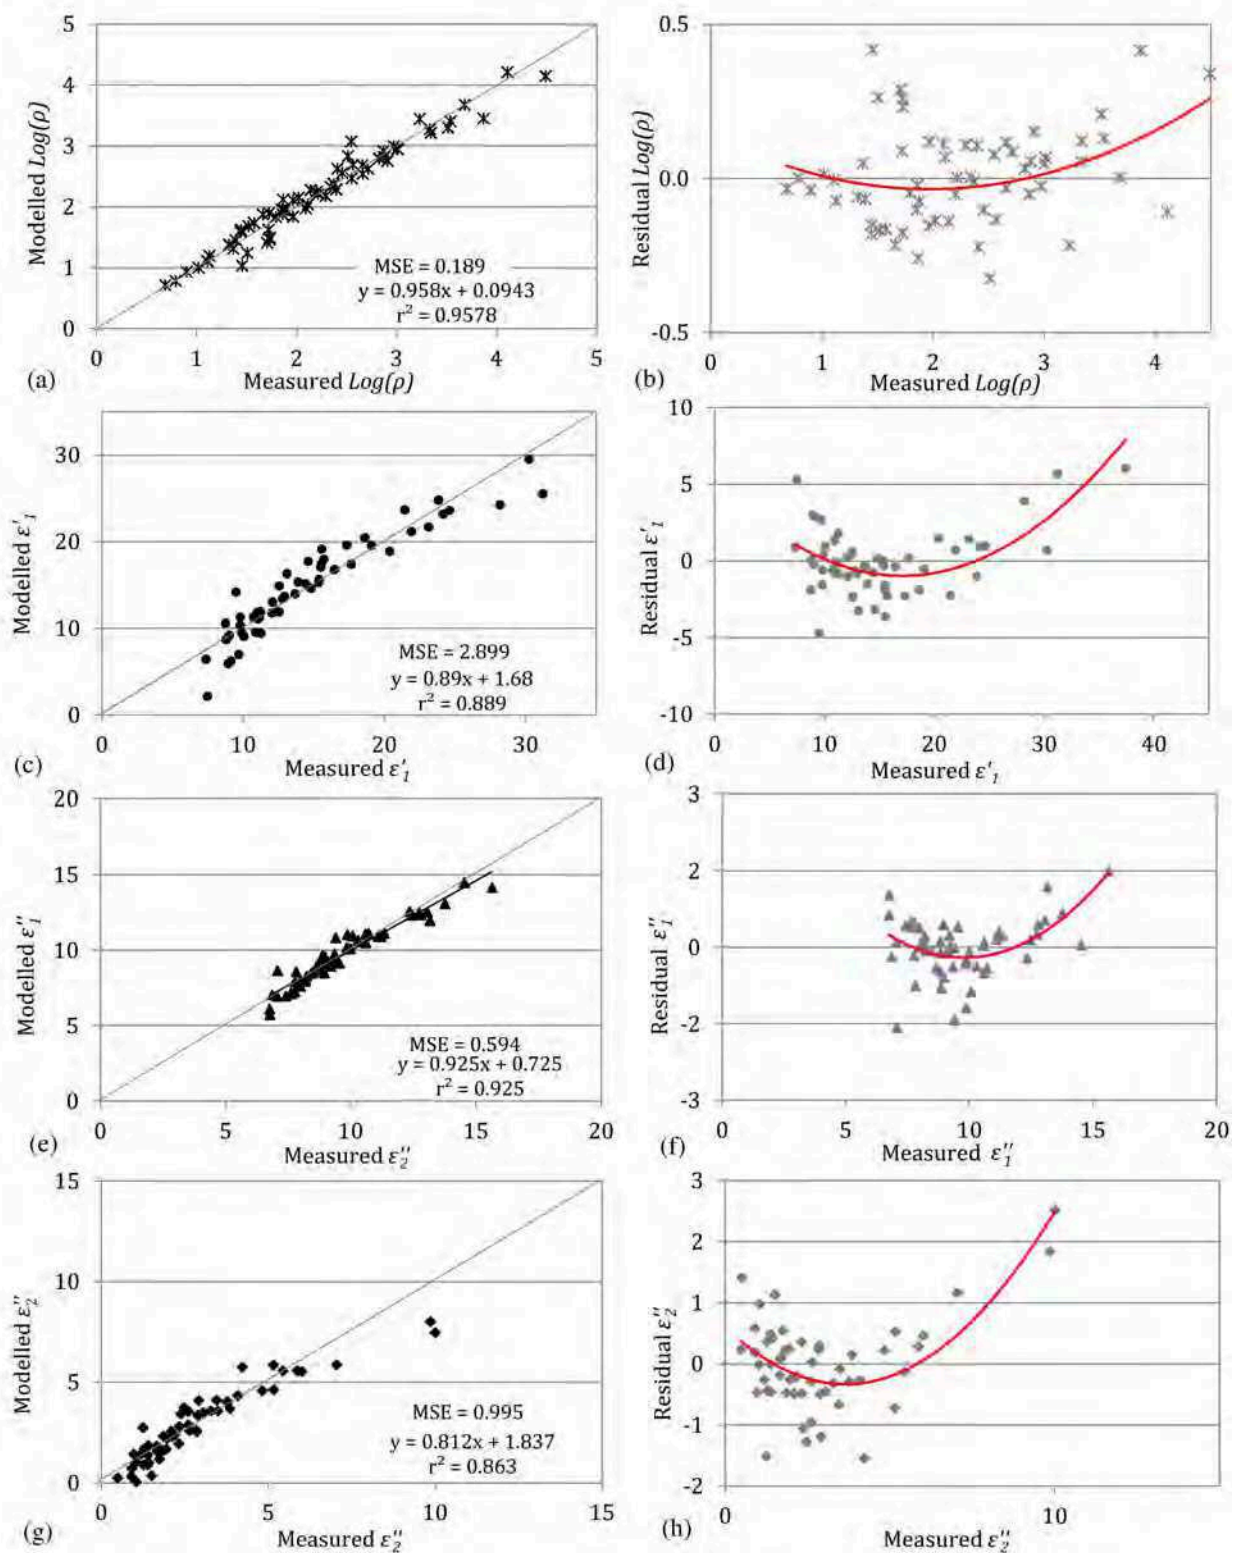 5
4
3
2
1
0
0 1 2 3 4 5
Modelled Log(ρ)
MSE = 0.189
y = 0.958x + 0.0943
r² = 0.9578
(a)
Measured Log(ρ)
0.5
0.0
-0.5
0 1 2 3 4
Residual Log(ρ)
(b)
Measured Log(ρ)
30
20
10
0
0 10 20 30
Modelled ε′₁
MSE = 2.899
y = 0.89x + 1.68
r² = 0.889
(c)
Measured ε′₁
10
5
0
-5
-10
0 10 20 30 40
Residual ε′₁
(d)
Measured ε′₁
20
15
10
5
0
0 5 10 15 20
Modelled ε″₁
MSE = 0.594
y = 0.925x + 0.725
r² = 0.925
(e)
Measured ε″₂
3
2
0
-2
-3
0 5 10 15 20
Residual ε″₁
(f)
Measured ε″₁
15
10
5
0
0 5 10 15
Modelled ε″₂
MSE = 0.995
y = 0.812x + 1.837
r² = 0.863
(g)
Measured ε″₂
3
2
1
0
-1
-2
0 10
Residual ε″₂
(h)
Measured ε″₂